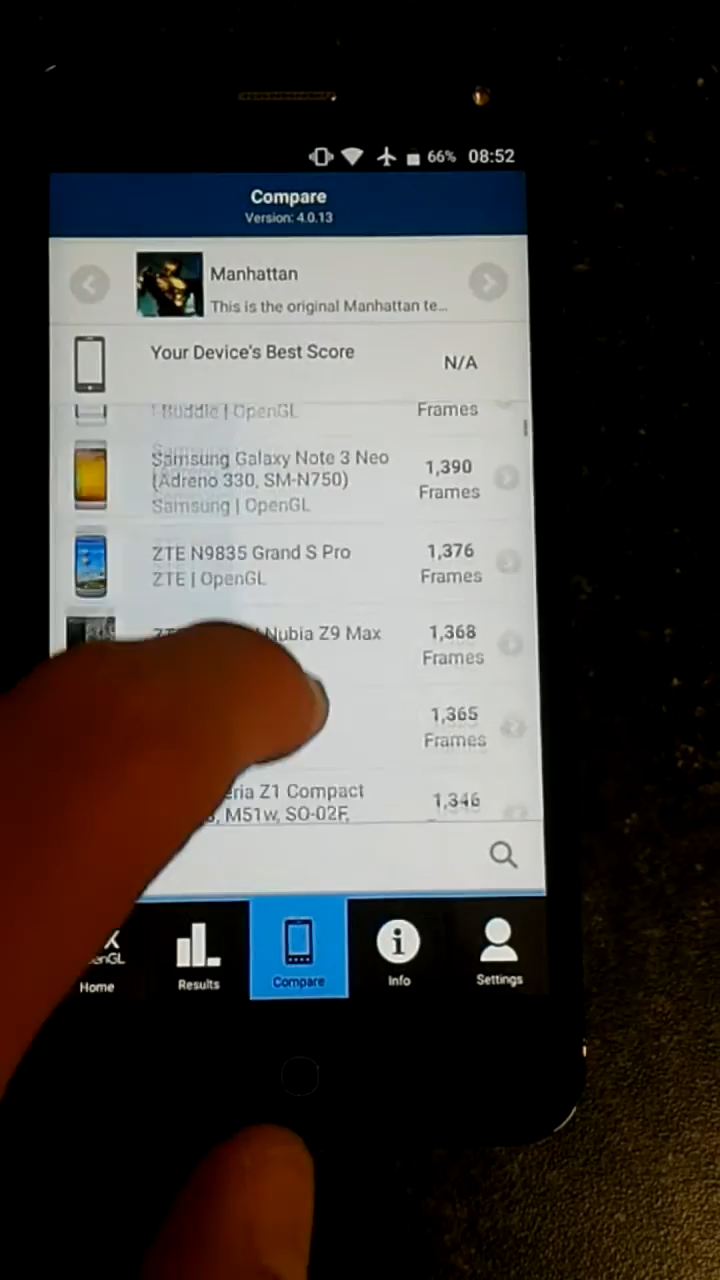 66% 08:52
Compare
Version: 4.0.13
Manhattan
This is the original Manhattan te...
Your Device's Best Score
N/A
| OpenGL
Frames
Samsung Galaxy Note 3 Neo
(Adreno 330, SM-N750)
Samsung | OpenGL
1,390
Frames
ZTE N9835 Grand S Pro
ZTE | OpenGL
1,376
Frames
Nubia Z9 Max
1,368
Frames
1,365
Frames
Z1 Compact
M51w, SO-02F,
1,346
Home
Results
Compare
Info
Settings